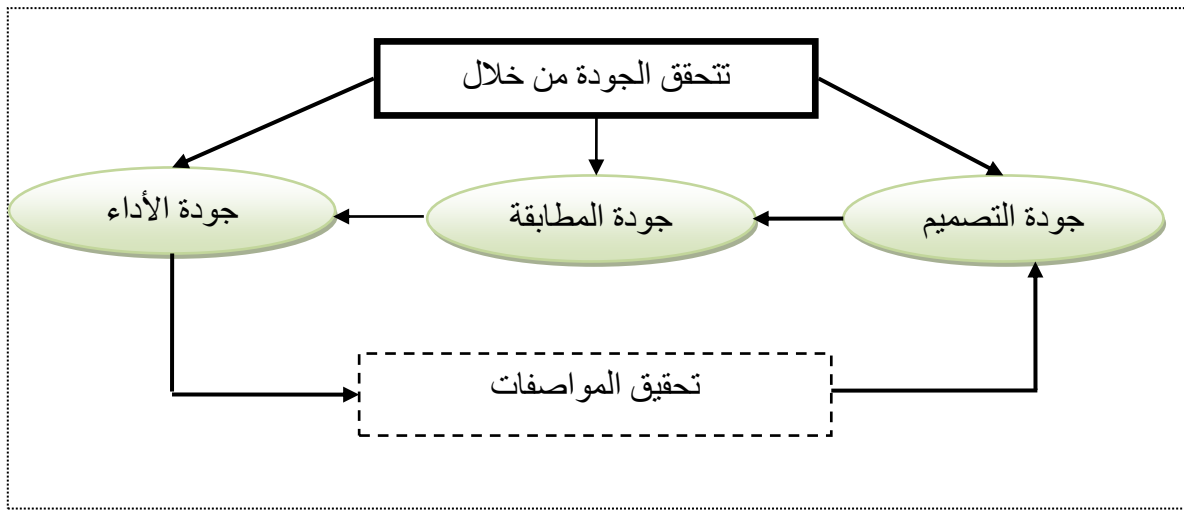 تتحقق الجودة من خلال
جودة التصميم
جودة المطابقة
جودة الأداء
تحقيق المواصفات